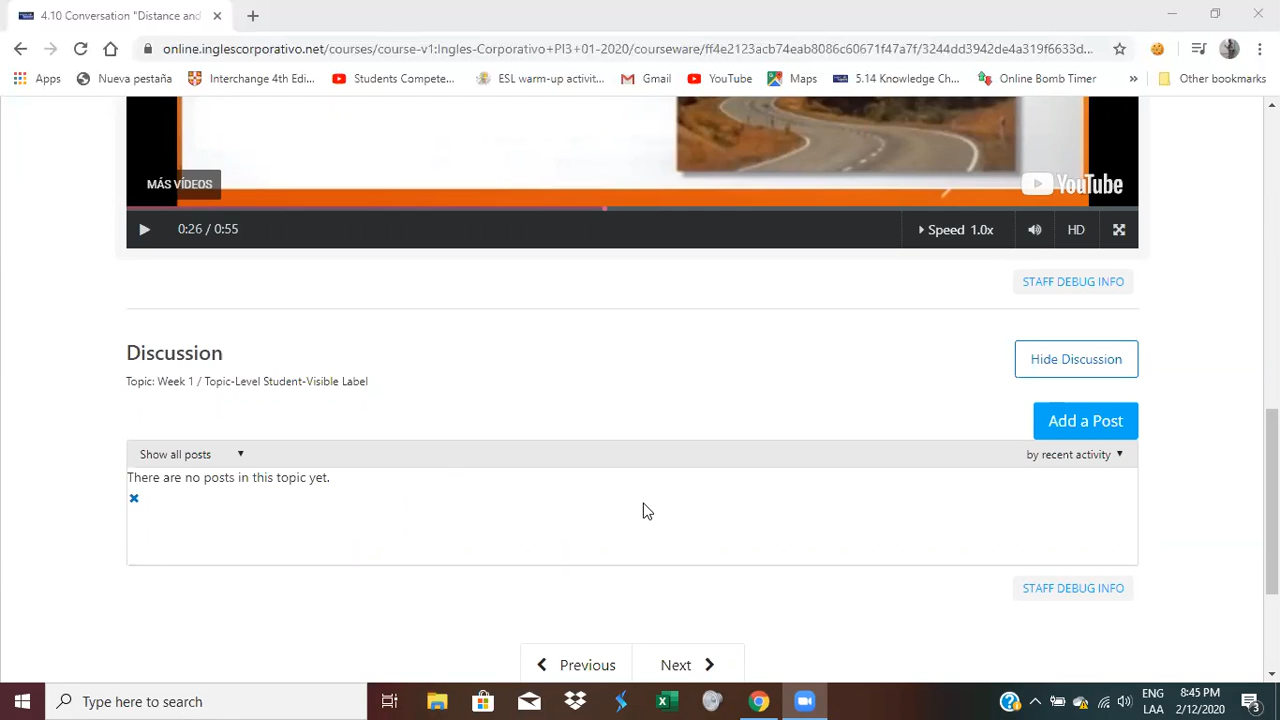 4.10 Conversation "Distance and
online.inglescorporativo.net/courses/course-v1:Ingles-Corporativo+PI3+01-2020/courseware/ff4e2123acb74eab8086c60671f47a7f/3244dd3942de4a319f6633d...
Apps Nueva pestaña Interchange 4th Edi... Students Compete... ESL warm-up activit... Gmail YouTube Maps 5.14 Knowledge Ch... Online Bomb Timer » Other bookmarks
MÁS VÍDEOS
YouTube
0:26 / 0:55 Speed 1.0x HD
STAFF DEBUG INFO
Discussion
Hide Discussion
Topic: Week 1 / Topic-Level Student-Visible Label
Add a Post
Show all posts by recent activity
There are no posts in this topic yet.
STAFF DEBUG INFO
Previous Next
Type here to search
ENG 8:45 PM
LAA 2/12/2020
3